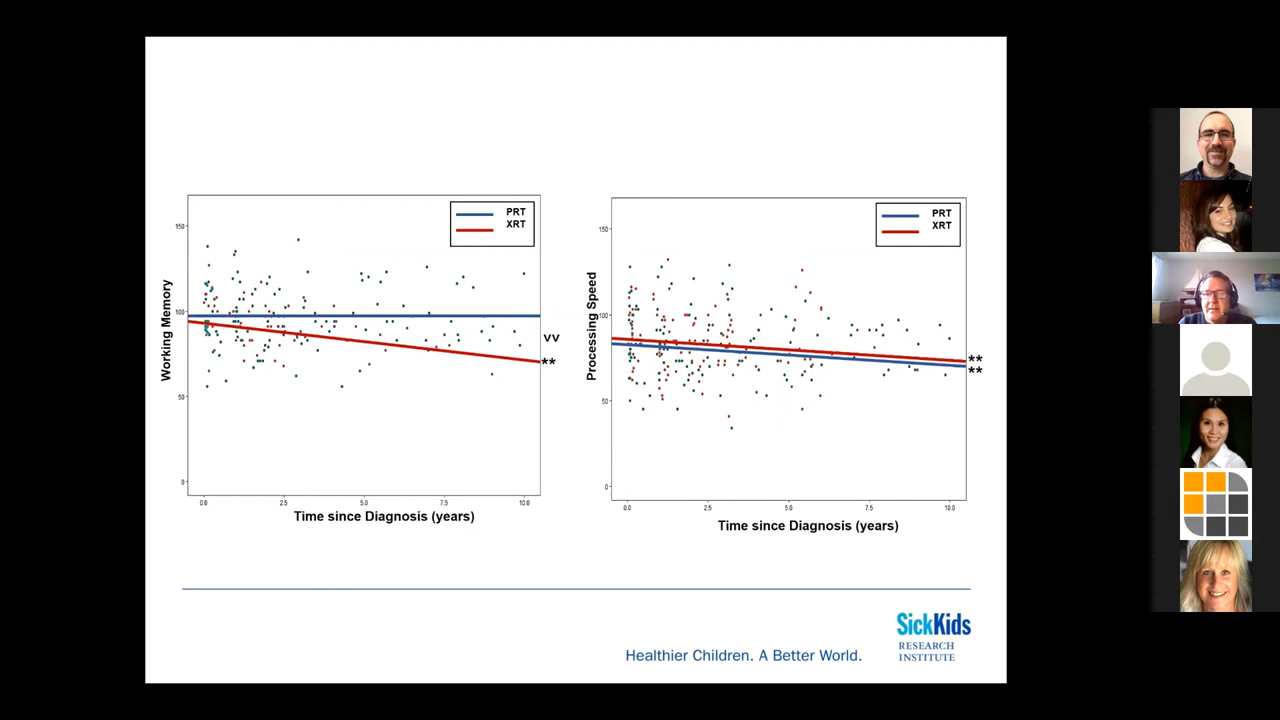 PRT
XRT
150
100
50
0
Working Memory
VV
**
0.0 2.5 5.0 7.5 10.0
Time since Diagnosis (years)
PRT
XRT
150
100
50
0
Processing Speed
**
**
0.0 2.5 5.0 7.5 10.0
Time since Diagnosis (years)
SickKids
RESEARCH
INSTITUTE
Healthier Children. A Better World.